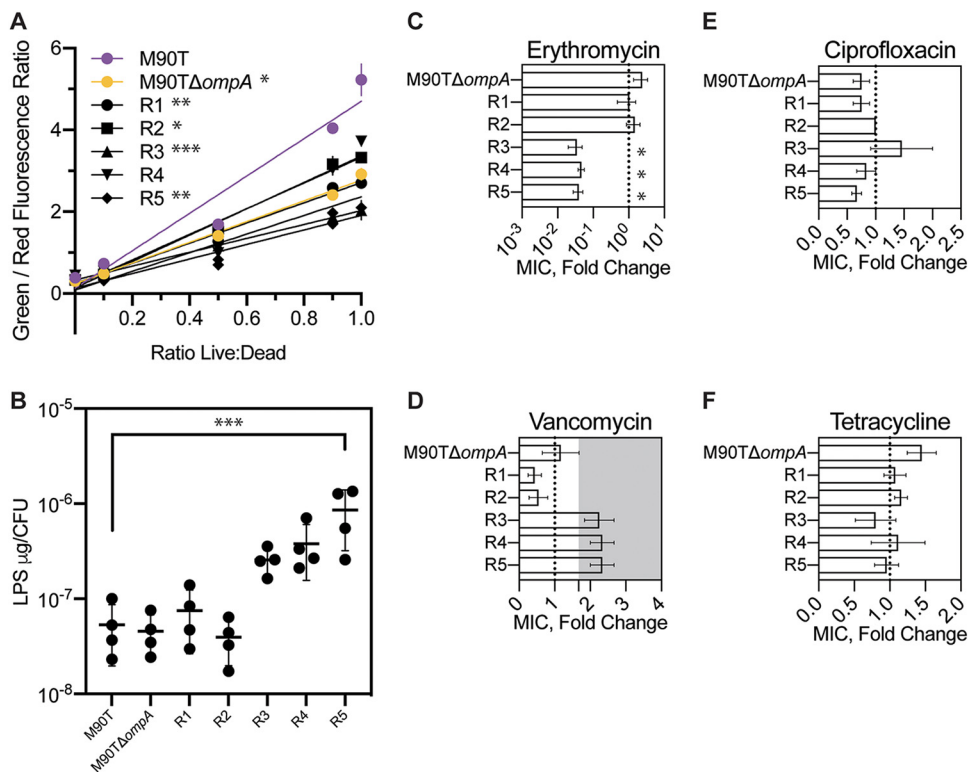 A
Green / Red Fluorescence Ratio
6
4
2
0
0.2
0.4
0.6
0.8
1.0
Ratio Live:Dead
M90T
M90TΔompA *
R1 **
R2 *
R3 ***
R4
R5 **
B
LPS µg/CFU
10-5
10-6
10-7
10-8
***
M90T
M90TΔompA
R1
R2
R3
R4
R5
C
Erythromycin
M90TΔompA
R1
R2
R3
R4
R5
*
*
*
10-3
10-2
10-1
100
101
MIC, Fold Change
D
Vancomycin
M90TΔompA
R1
R2
R3
R4
R5
0
1
2
3
4
MIC, Fold Change
E
Ciprofloxacin
M90TΔompA
R1
R2
R3
R4
R5
0.0
0.5
1.0
1.5
2.0
2.5
MIC, Fold Change
F
Tetracycline
M90TΔompA
R1
R2
R3
R4
R5
0.0
0.5
1.0
1.5
2.0
MIC, Fold Change